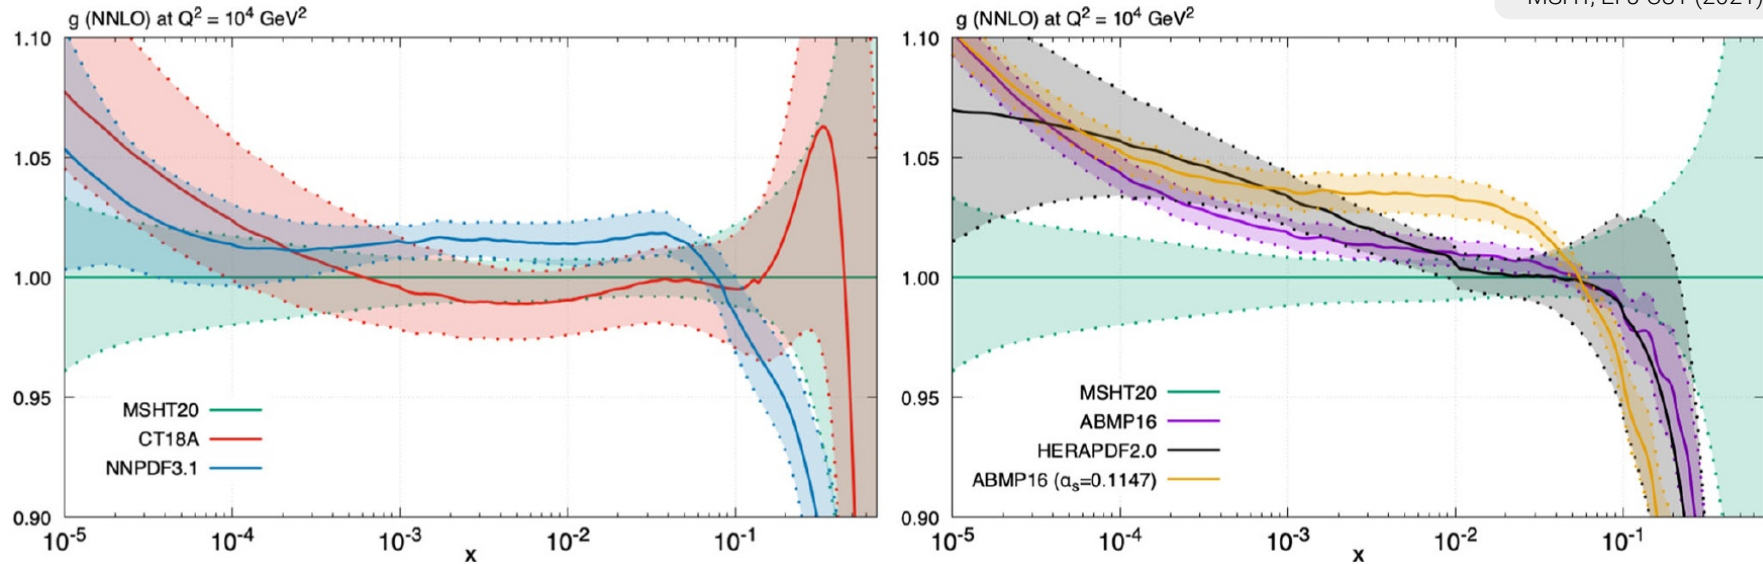 g (NNLO) at Q² = 10⁴ GeV²
1.10
1.05
1.00
0.95
0.90
MSHT20
CT18A
NNPDF3.1
10⁻⁵ 10⁻⁴ 10⁻³ 10⁻² 10⁻¹
x
g (NNLO) at Q² = 10⁴ GeV²
1.10
1.05
1.00
0.95
0.90
MSHT20
ABMP16
HERAPDF2.0
ABMP16 (αₛ=0.1147)
10⁻⁵ 10⁻⁴ 10⁻³ 10⁻² 10⁻¹
x